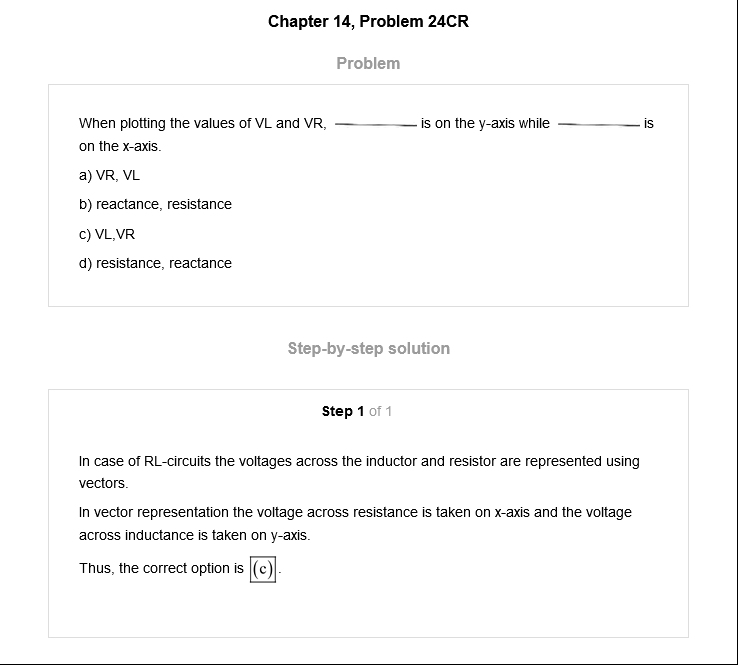 Chapter 14, Problem 24CR
Problem
When plotting the values of VL and VR, __________ is on the y-axis while __________ is
on the x-axis.
a) VR, VL
b) reactance, resistance
c) VL,VR
d) resistance, reactance
Step-by-step solution
Step 1 of 1
In case of RL-circuits the voltages across the inductor and resistor are represented using
vectors.
In vector representation the voltage across resistance is taken on x-axis and the voltage
across inductance is taken on y-axis.
Thus, the correct option is (c).